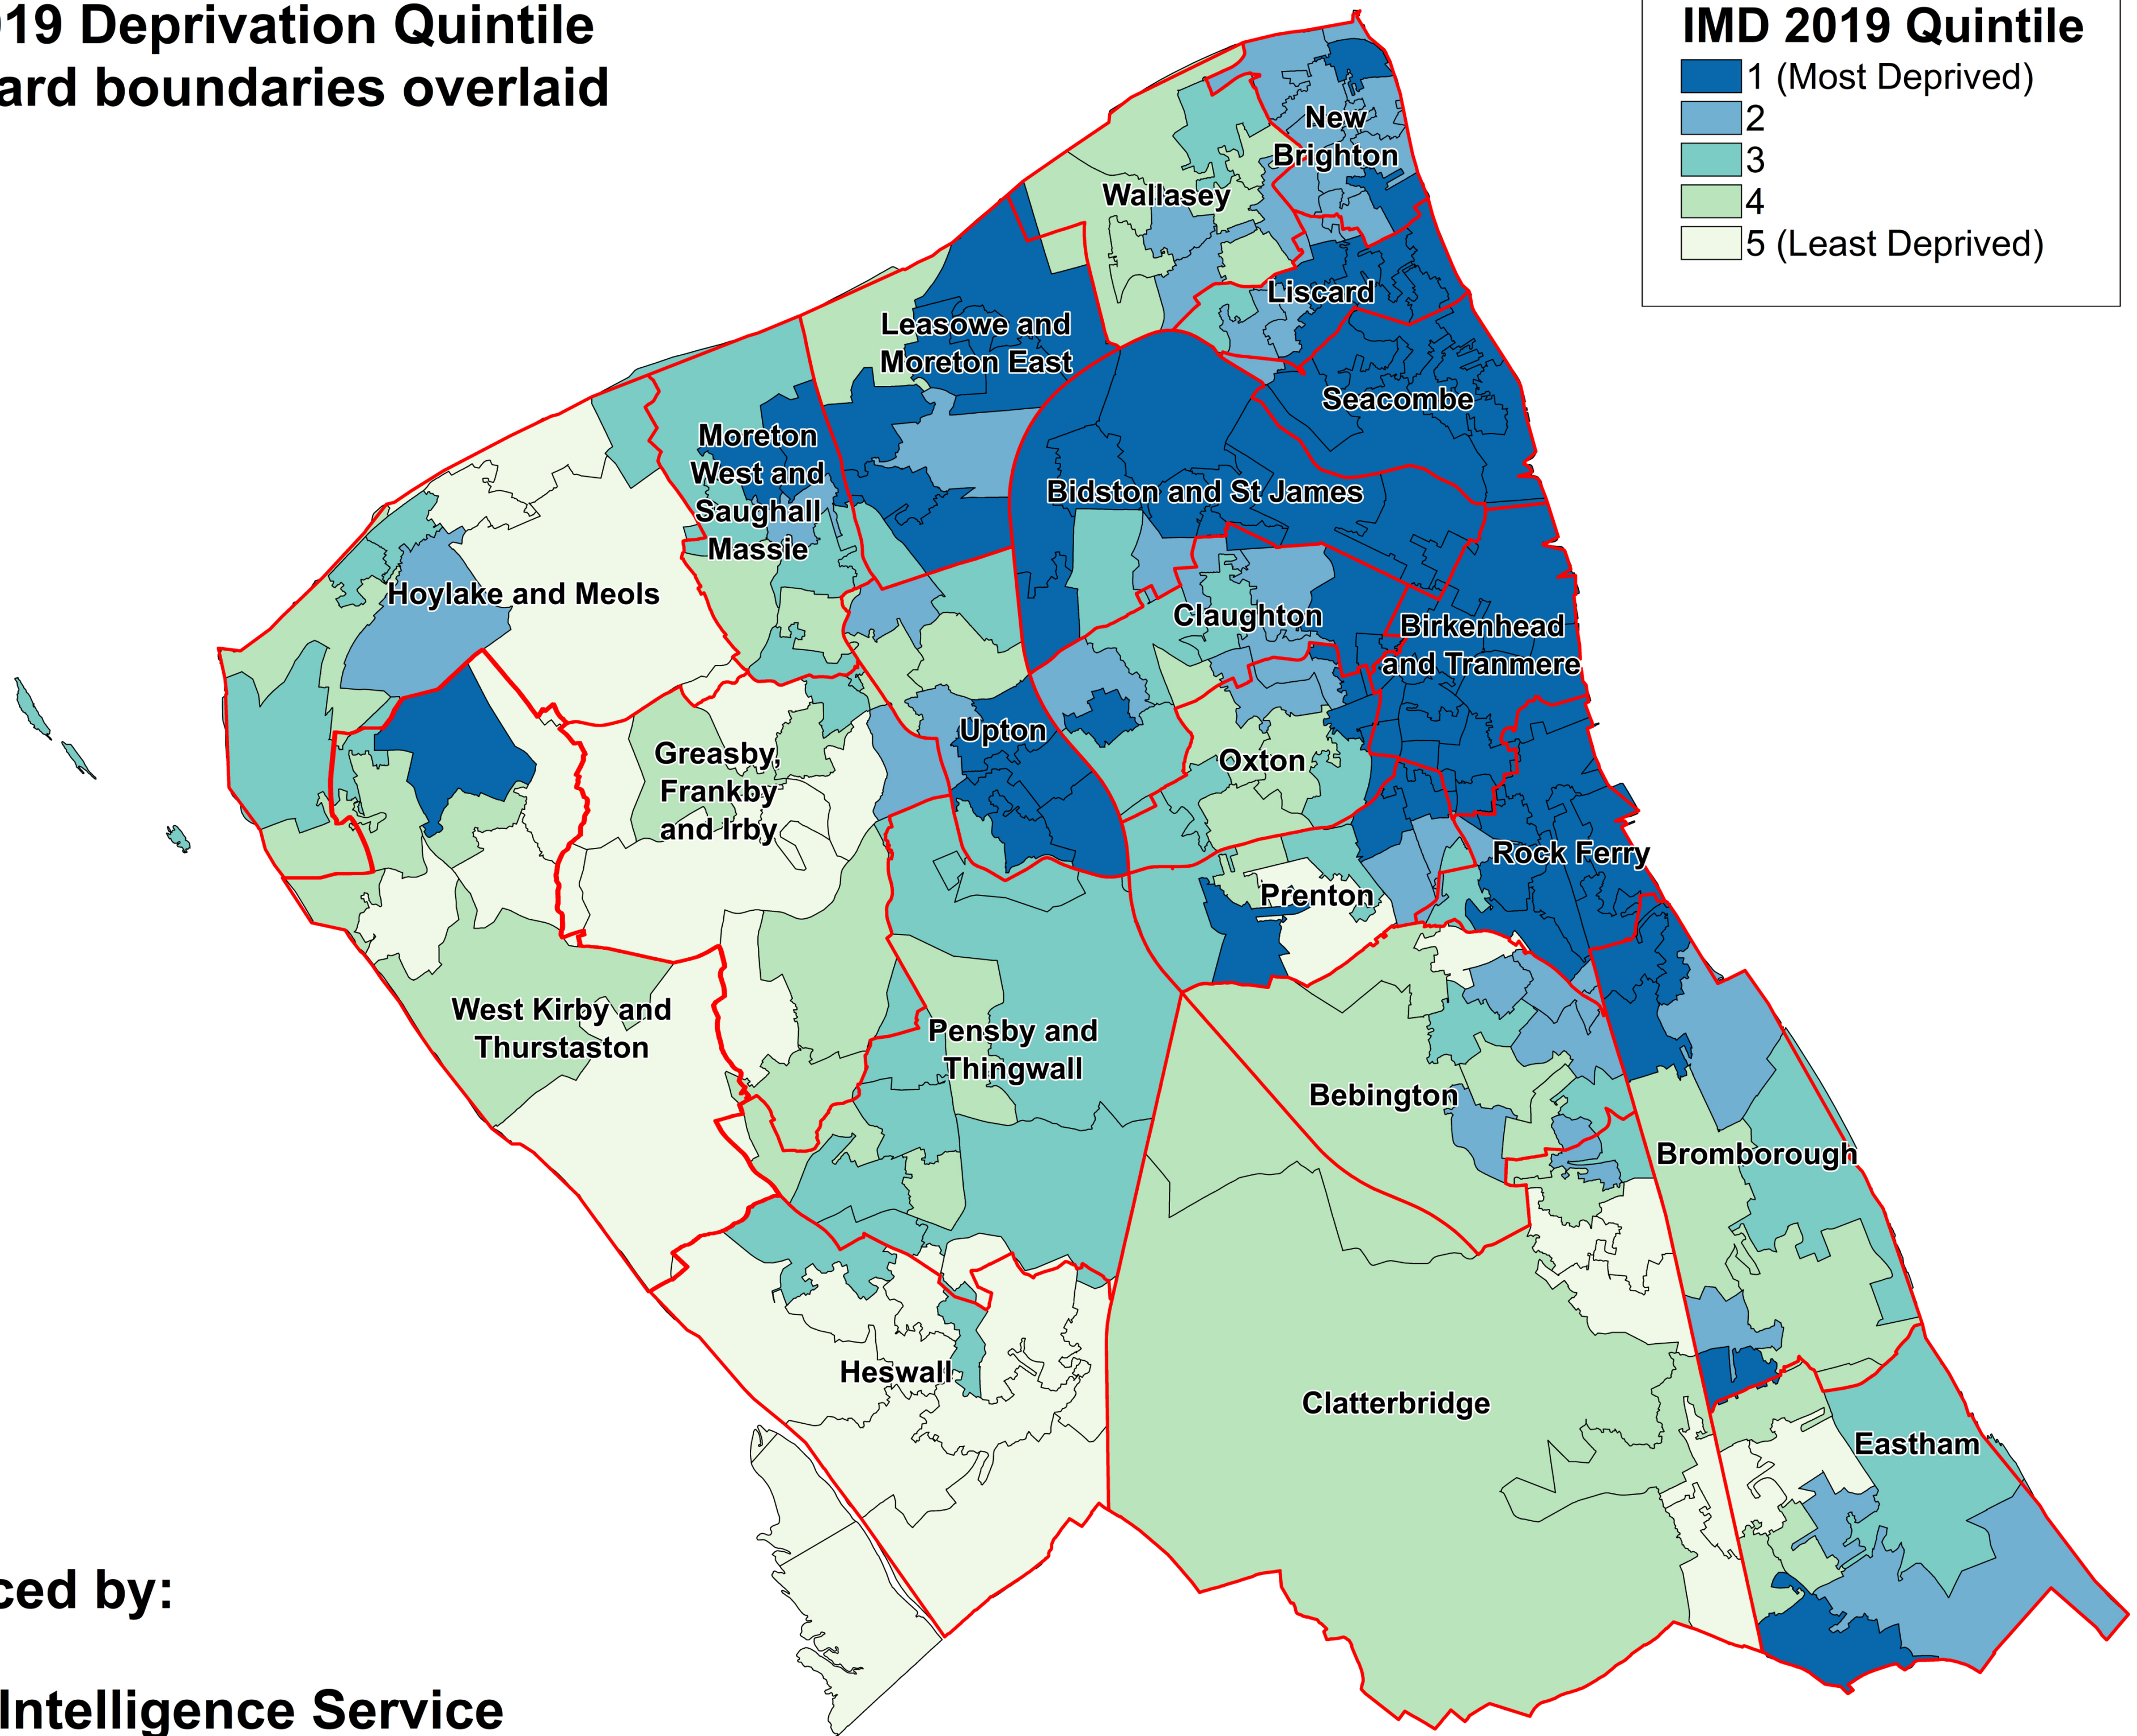 19 Deprivation Quintile
ard boundaries overlaid
IMD 2019 Quintile
1 (Most Deprived)
2
3
4
5 (Least Deprived)
New
Brighton
Wallasey
Liscard
Leasowe and
Moreton East
Seacombe
Moreton
West and
Saughall
Massie
Bidston and St James
Hoylake and Meols
Claughton
Birkenhead
and Tranmere
Upton
Greasby,
Frankby
and Irby
Oxton
Rock Ferry
Prenton
West Kirby and
Thurstaston
Pensby and
Thingwall
Bebington
Bromborough
Heswall
Clatterbridge
Eastham
ced by:
Intelligence Service